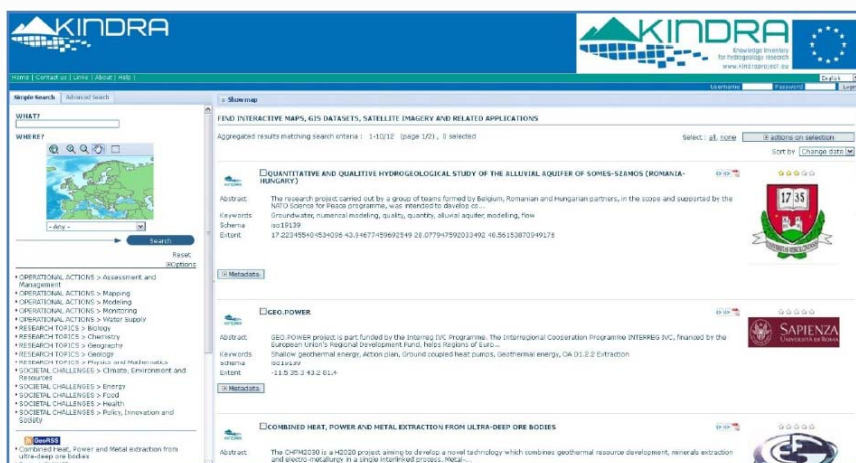 KINDRA
KINDRA
Knowledge Inventory
for hydrogeology research
www.kindraproject.eu
Home | Contact us | Links | About | Help |
English
Username
Password
Login
Simple Search
Advanced Search
WHAT?
WHERE?
- Any -
Search
Reset
Options
• OPERATIONAL ACTIONS > Assessment and
Management
• OPERATIONAL ACTIONS > Mapping
• OPERATIONAL ACTIONS > Modeling
• OPERATIONAL ACTIONS > Monitoring
• OPERATIONAL ACTIONS > Water Supply
• RESEARCH TOPICS > Biology
• RESEARCH TOPICS > Chemistry
• RESEARCH TOPICS > Geography
• RESEARCH TOPICS > Geology
• RESEARCH TOPICS > Physics and Mathematics
• SOCIETAL CHALLENGES > Climate, Environment and
Resources
• SOCIETAL CHALLENGES > Energy
• SOCIETAL CHALLENGES > Food
• SOCIETAL CHALLENGES > Health
• SOCIETAL CHALLENGES > Policy, Innovation and
Society
GeoRSS
• Combined Heat, Power and Metal extraction from
ultra-deep ore bodies
Show map
FIND INTERACTIVE MAPS, GIS DATASETS, SATELLITE IMAGERY AND RELATED APPLICATIONS
Aggregated results matching search criteria : 1-10/12 (page 1/2) , 0 selected
Select : all, none
actions on selection
Sort by Change date
QUANTITATIVE AND QUALITIVE HYDROGEOLOGICAL STUDY OF THE ALLUVIAL AQUIFER OF SOMES-SZAMOS (ROMANIA-
HUNGARY)
Abstract The research project carried out by a group of teams formed by Belgium, Romanian and Hungarian partners, in the scope and supported by the
NATO Science for Peace programme, was intended to develop co...
Keywords Groundwater, numerical modeling, quality, quantity, alluvial aquifer, modeling, flow
Schema iso19139
Extent 17.223455404534096 43.94677459692549 28.077947592033492 48.56153870949176
Metadata
1735
GEO.POWER
Abstract GEO.POWER project is part funded by the Interreg IVC Programme. The Interregional Cooperation Programme INTERREG IVC, financed by the
European Union's Regional Development Fund, helps Regions of Euro...
Keywords Shallow geothermal energy, Action plan, Ground coupled heat pumps, Geothermal energy, OA D1.2.2 Extraction
Schema iso19139
Extent -11.5 35.3 43.2 81.4
Metadata
SAPIENZA
UNIVERSITÀ DI ROMA
COMBINED HEAT, POWER AND METAL EXTRACTION FROM ULTRA-DEEP ORE BODIES
Abstract The CHPM2030 is a H2020 project aiming to develop a novel technology which combines geothermal resource development, minerals extraction
and electro-metallurgy in a single interlinked process. Metal-...